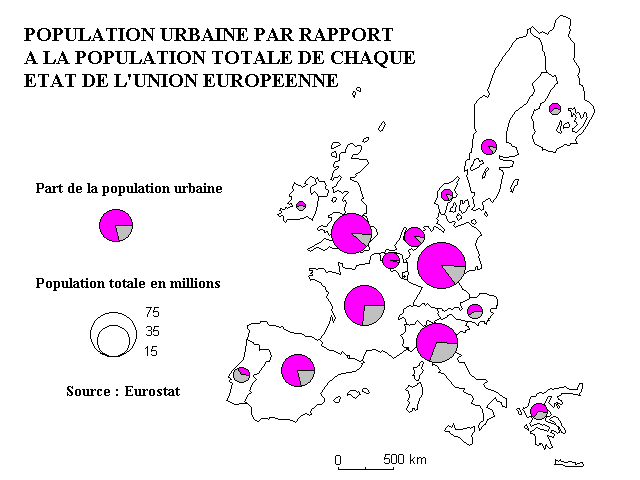 POPULATION URBAINE PAR RAPPORT
A LA POPULATION TOTALE DE CHAQUE
ETAT DE L'UNION EUROPEENNE
Part de la population urbaine
Population totale en millions
75
35
15
Source : Eurostat
0 500 km